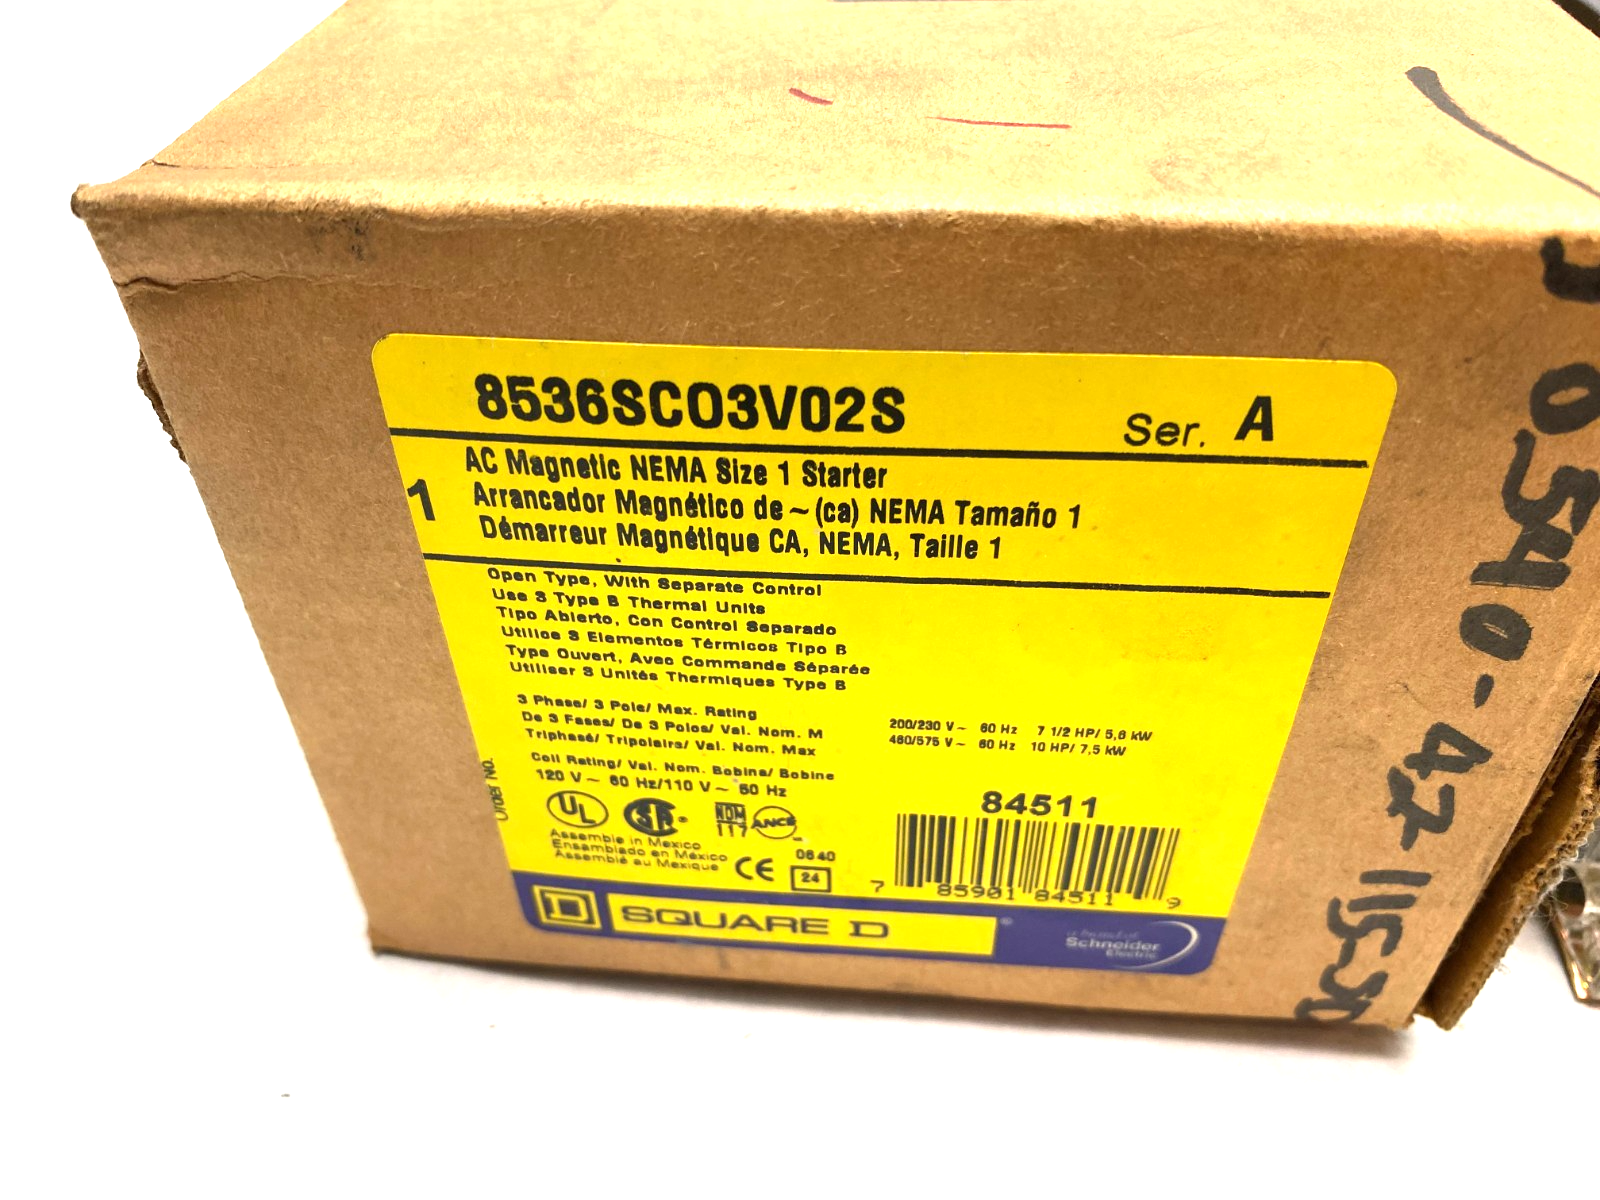 8536SCO3V02S Ser. A
1
AC Magnetic NEMA Size 1 Starter
Arrancador Magnético de ~ (ca) NEMA Tamaño 1
Démarreur Magnétique CA, NEMA, Taille 1
Open Type, With Separate Control
Use 3 Type B Thermal Units
Tipo Abierto, Con Control Separado
Utilice 3 Elementos Térmicos Tipo B
Type Ouvert, Avec Commande Séparée
Utiliser 3 Unités Thermiques Type B
3 Phase/ 3 Pole/ Max. Rating
De 3 Fases/ De 3 Polos/ Val. Nom. M
Triphasé/ Tripolaire/ Val. Nom. Max
200/230 V ~ 60 Hz 7 1/2 HP/ 5,6 kW
460/575 V ~ 60 Hz 10 HP/ 7,5 kW
Coil Rating/ Val. Nom. Bobina/ Bobine
120 V ~ 60 Hz/110 V ~ 50 Hz
Order No.
UL
NOM
117
ANCE
Assemble in Mexico
Ensamblado en México
Assemblé au Mexique
CE
0640
24
84511
7 85901 84511 9
D SQUARE D ®
Schneider
Electric